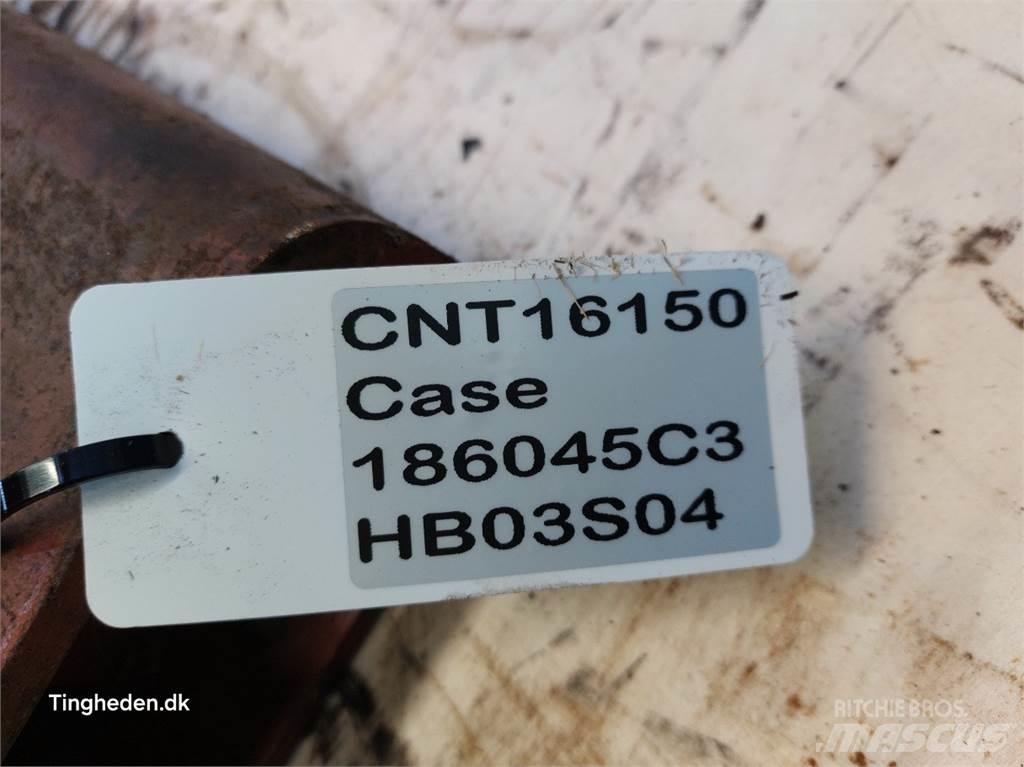 CNT16150
Case
186045C3
HB03S04
Tingheden.dk
RITCHIE BROS.
MASCUS